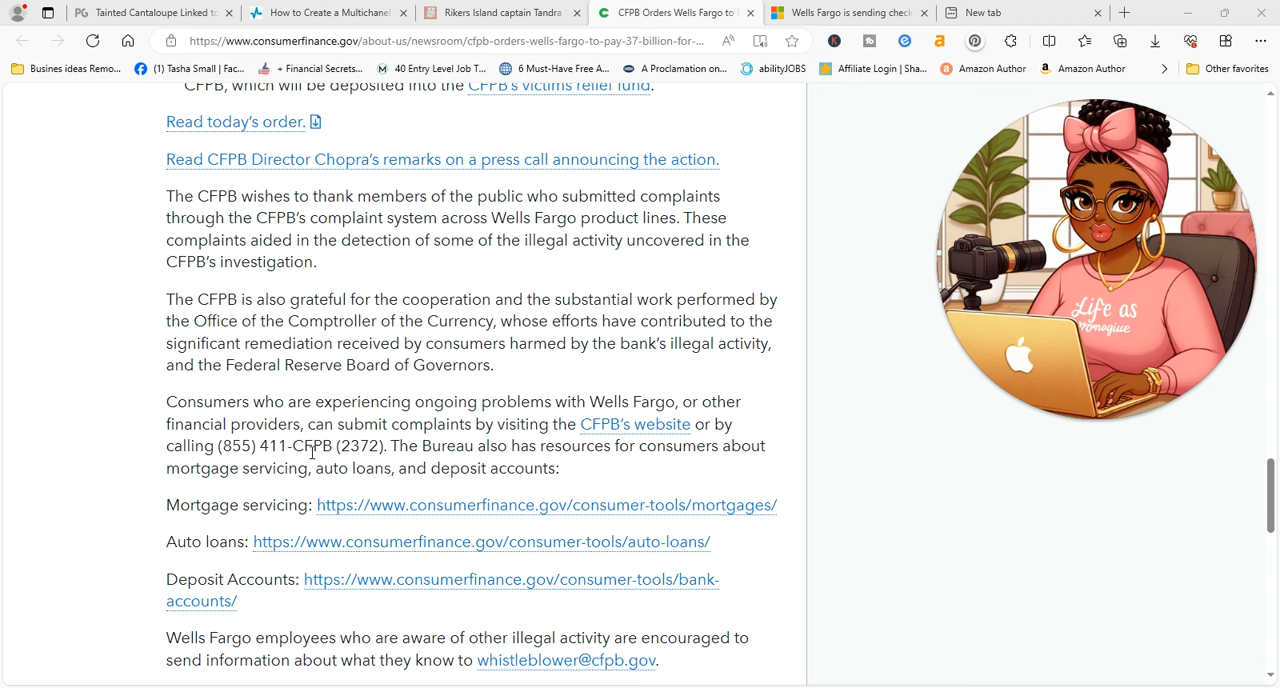 Tainted Cantaloupe Linked to
How to Create a Multichanel
Rikers Island captain Tandra
CFPB Orders Wells Fargo to
Wells Fargo is sending check
New tab
https://www.consumerfinance.gov/about-us/newsroom/cfpb-orders-wells-fargo-to-pay-37-billion-for-...
Busines ideas Remo...
(1) Tasha Small | Fac...
+ Financial Secrets...
40 Entry Level Job T...
6 Must-Have Free A...
A Proclamation on...
abilityJOBS
Affiliate Login | Sha...
Amazon Author
Amazon Author
Other favorites
CFPB, which will be deposited into the CFPB's victims relief fund.
Read today's order.
Read CFPB Director Chopra's remarks on a press call announcing the action.
The CFPB wishes to thank members of the public who submitted complaints
through the CFPB's complaint system across Wells Fargo product lines. These
complaints aided in the detection of some of the illegal activity uncovered in the
CFPB's investigation.
The CFPB is also grateful for the cooperation and the substantial work performed by
the Office of the Comptroller of the Currency, whose efforts have contributed to the
significant remediation received by consumers harmed by the bank's illegal activity,
and the Federal Reserve Board of Governors.
Consumers who are experiencing ongoing problems with Wells Fargo, or other
financial providers, can submit complaints by visiting the CFPB's website or by
calling (855) 411-CFPB (2372). The Bureau also has resources for consumers about
mortgage servicing, auto loans, and deposit accounts:
Mortgage servicing: https://www.consumerfinance.gov/consumer-tools/mortgages/
Auto loans: https://www.consumerfinance.gov/consumer-tools/auto-loans/
Deposit Accounts: https://www.consumerfinance.gov/consumer-tools/bank-
accounts/
Wells Fargo employees who are aware of other illegal activity are encouraged to
send information about what they know to whistleblower@cfpb.gov.
Life as